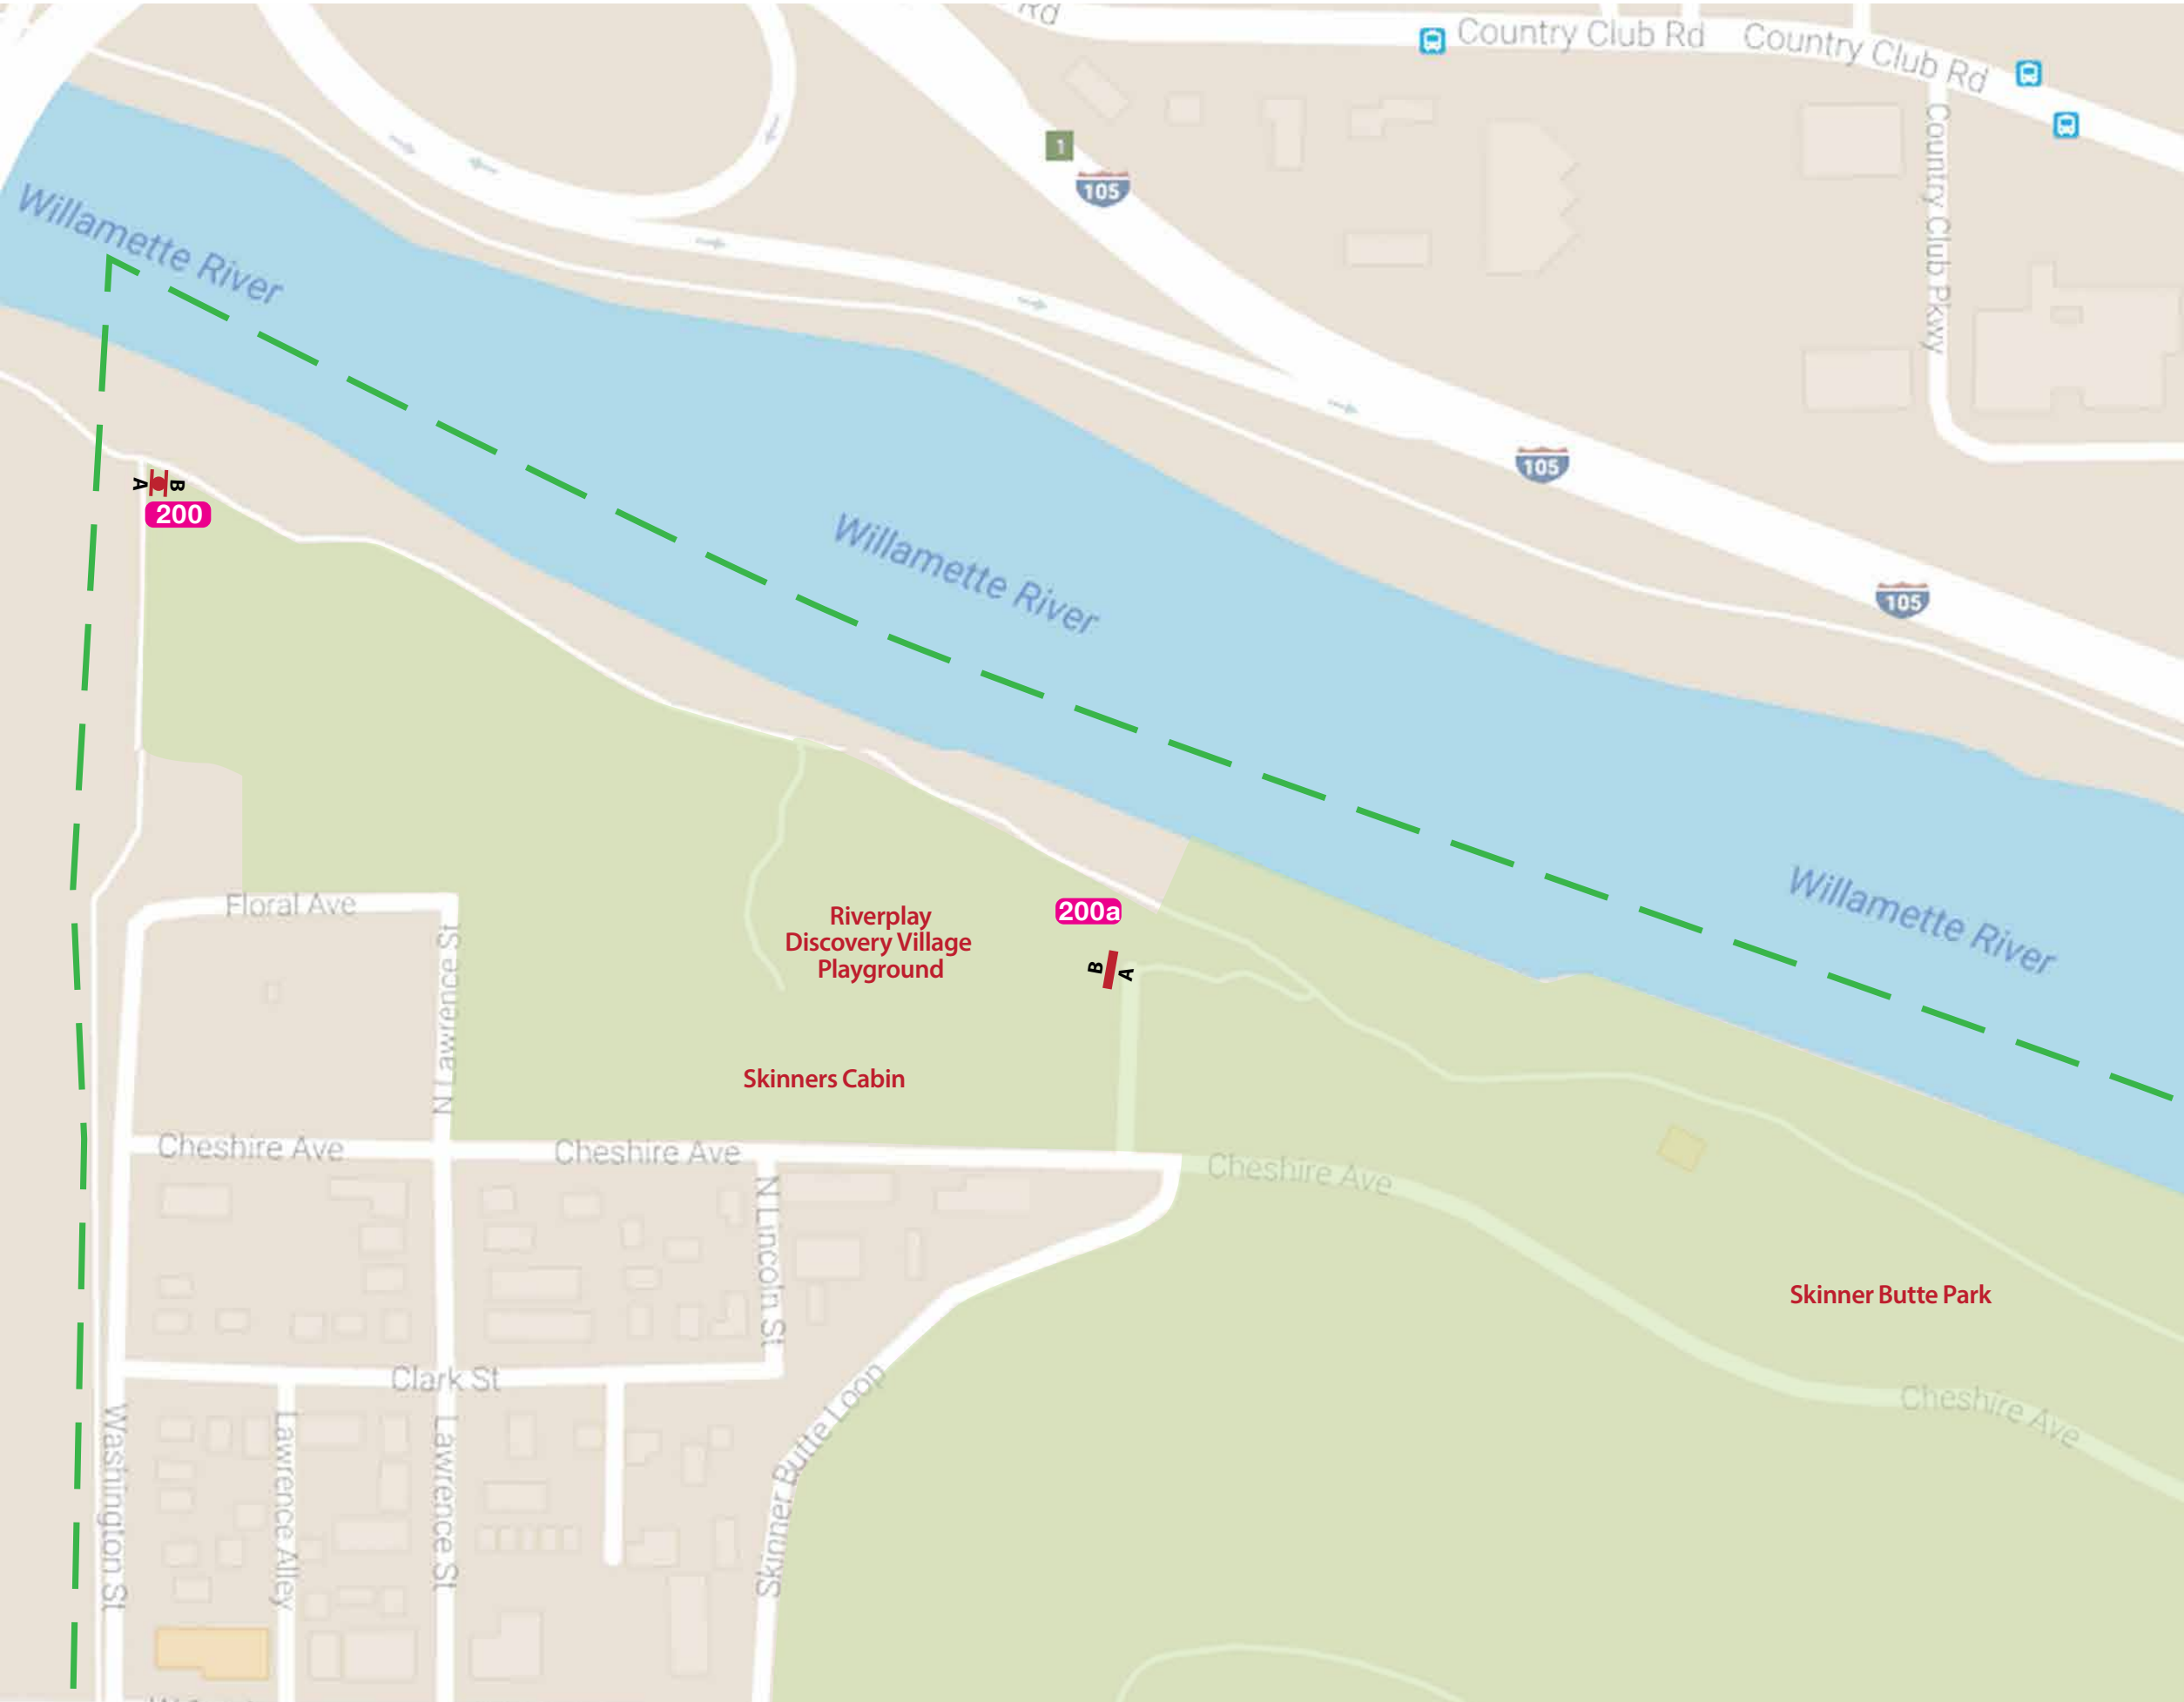 Rd
Country Club Rd
Country Club Rd
Country Club Pkwy
1
105
Willamette River
105
Willamette River
105
A B
200
Willamette River
Floral Ave
N Lawrence St
Riverplay
Discovery Village
Playground
200a
B A
Skinners Cabin
Cheshire Ave
Cheshire Ave
Cheshire Ave
N Lincoln St
Skinner Butte Park
Clark St
Cheshire Ave
Skinner Butte Loop
Washington St
Lawrence Alley
Lawrence St